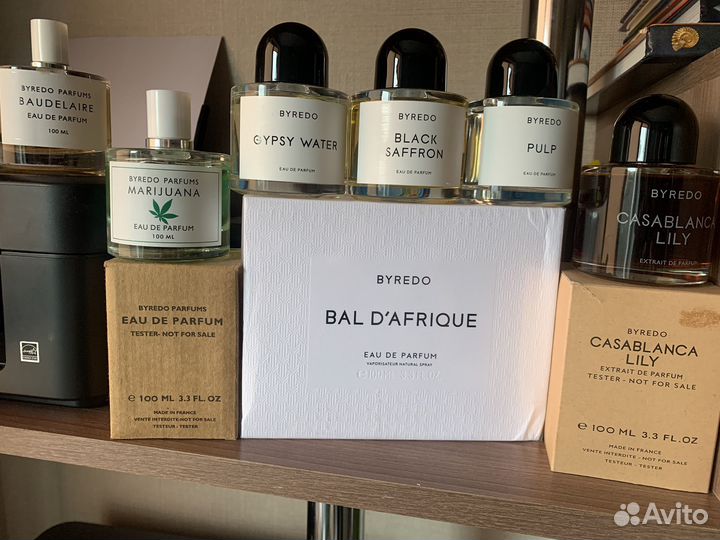 BYREDO PARFUMS
BAUDELAIRE
EAU DE PARFUM
100 ML
BYREDO PARFUMS
MARIJUANA
EAU DE PARFUM
100 ML
BYREDO
GYPSY WATER
EAU DE PARFUM
BYREDO
BLACK
SAFFRON
EAU DE PARFUM
BYREDO
PULP
EAU DE PARFUM
BYREDO
CASABLANCA
LILY
EXTRAIT DE PARFUM
BYREDO PARFUMS
EAU DE PARFUM
TESTER- NOT FOR SALE
e 100 ML 3.3 FL.OZ
MADE IN FRANCE
VENTE INTERDITE-NOT FOR SALE
TESTEUR - TESTER
BYREDO
BAL D'AFRIQUE
EAU DE PARFUM
VAPORISATEUR NATURAL SPRAY
BYREDO
CASABLANCA
LILY
EXTRAIT DE PARFUM
TESTER - NOT FOR SALE
e 100 ML 3.3 FL.OZ
MADE IN FRANCE
VENTE INTERDITE - NOT FOR SALE
TESTEUR - TESTER
Avito